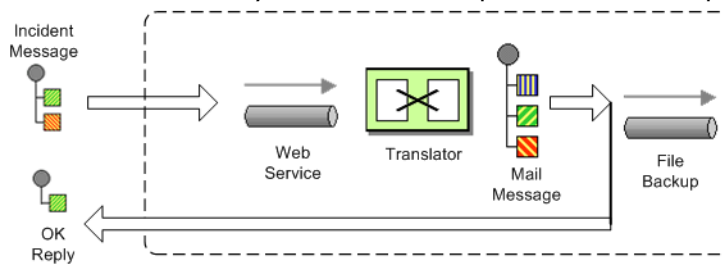 Incident
Message
Web
Service
Translator
Mail
Message
File
Backup
OK
Reply